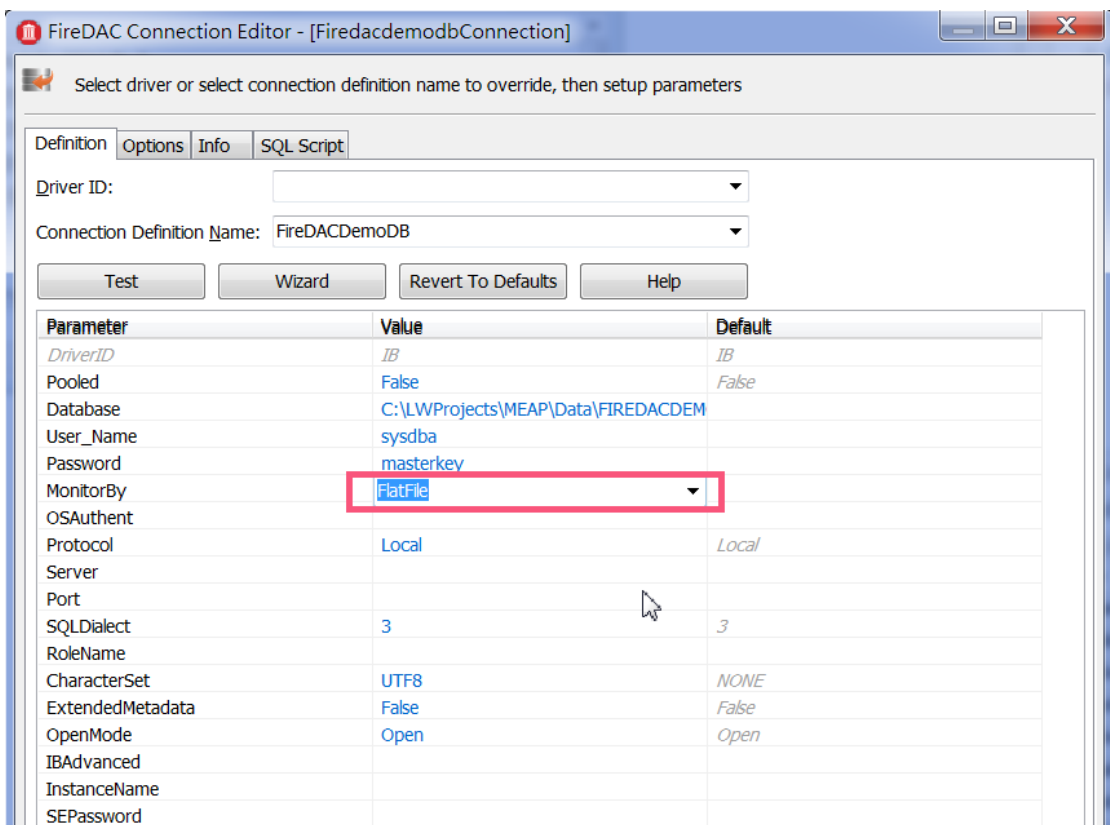 FireDAC Connection Editor - [FiredacdemodbConnection]
Select driver or select connection definition name to override, then setup parameters
Definition Options Info SQL Script
Driver ID:
Connection Definition Name: FireDACDemoDB
Test Wizard Revert To Defaults Help
Parameter Value Default
DriverID IB IB
Pooled False False
Database C:\LWProjects\MEAP\Data\FIREDACDEM
User_Name sysdba
Password masterkey
MonitorBy FlatFile
OSAuthent
Protocol Local Local
Server
Port
SQLDialect 3 3
RoleName
CharacterSet UTF8 NONE
ExtendedMetadata False False
OpenMode Open Open
IBAdvanced
InstanceName
SEPassword